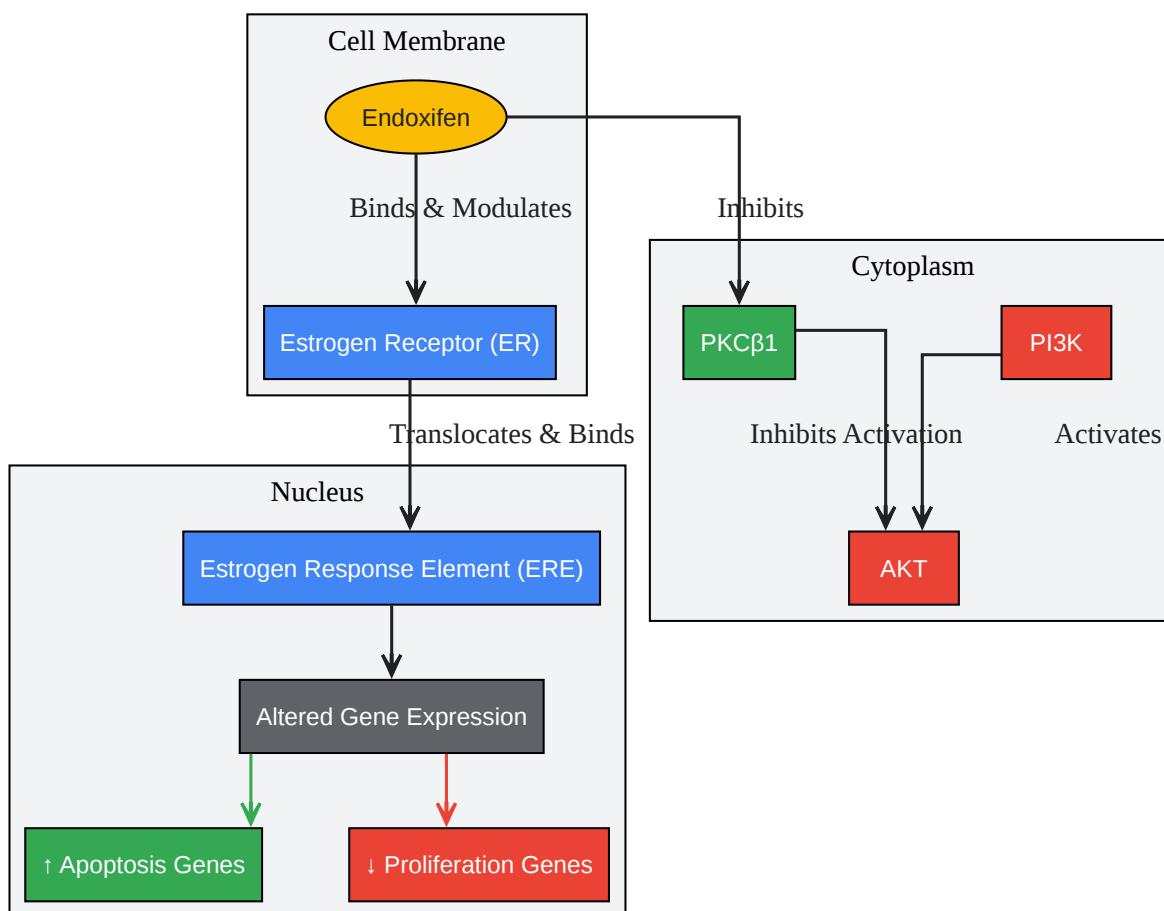 Cell Membrane
Endoxifen
Binds & Modulates
Inhibits
Cytoplasm
Estrogen Receptor (ER)
PKCβ1
PI3K
Translocates & Binds
Inhibits Activation
Activates
Nucleus
Estrogen Response Element (ERE)
AKT
Altered Gene Expression
↑ Apoptosis Genes
↓ Proliferation Genes